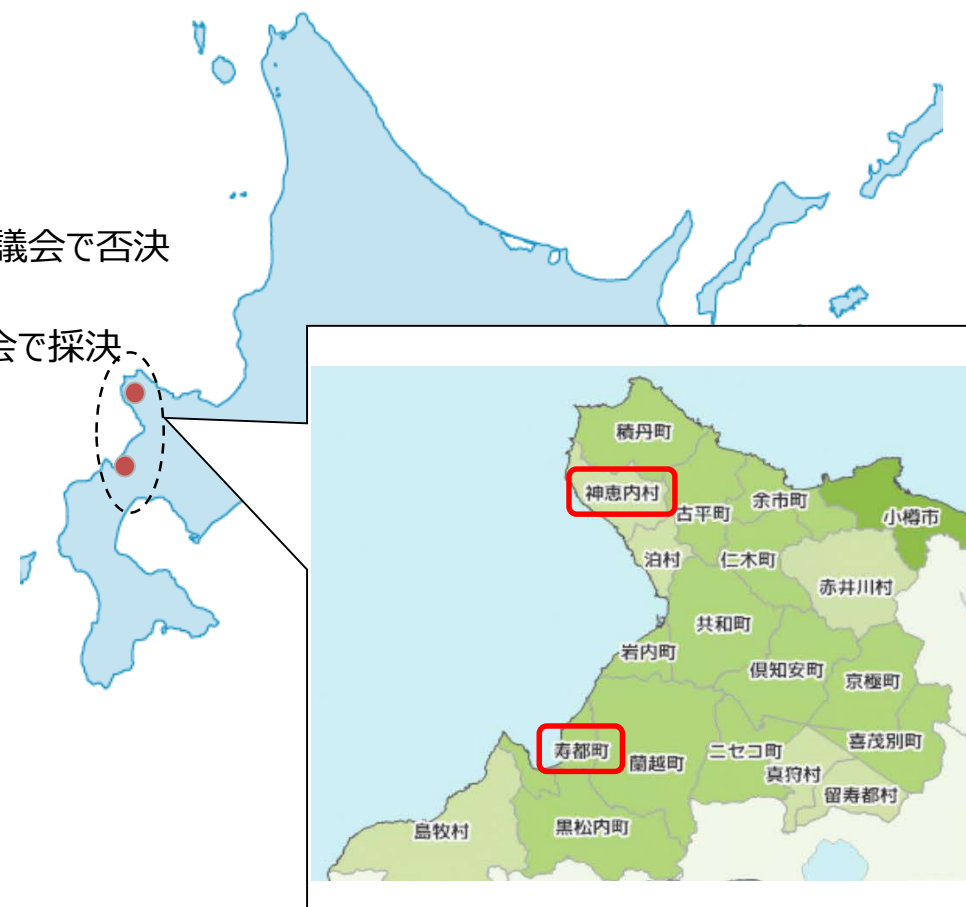 議会で否決
会で採決
積丹町
神恵内村
古平町
余市町
小樽市
泊村
仁木町
赤井川村
共和町
岩内町
倶知安町
京極町
寿都町
蘭越町
ニセコ町
喜茂別町
真狩村
留寿都村
島牧村
黒松内町